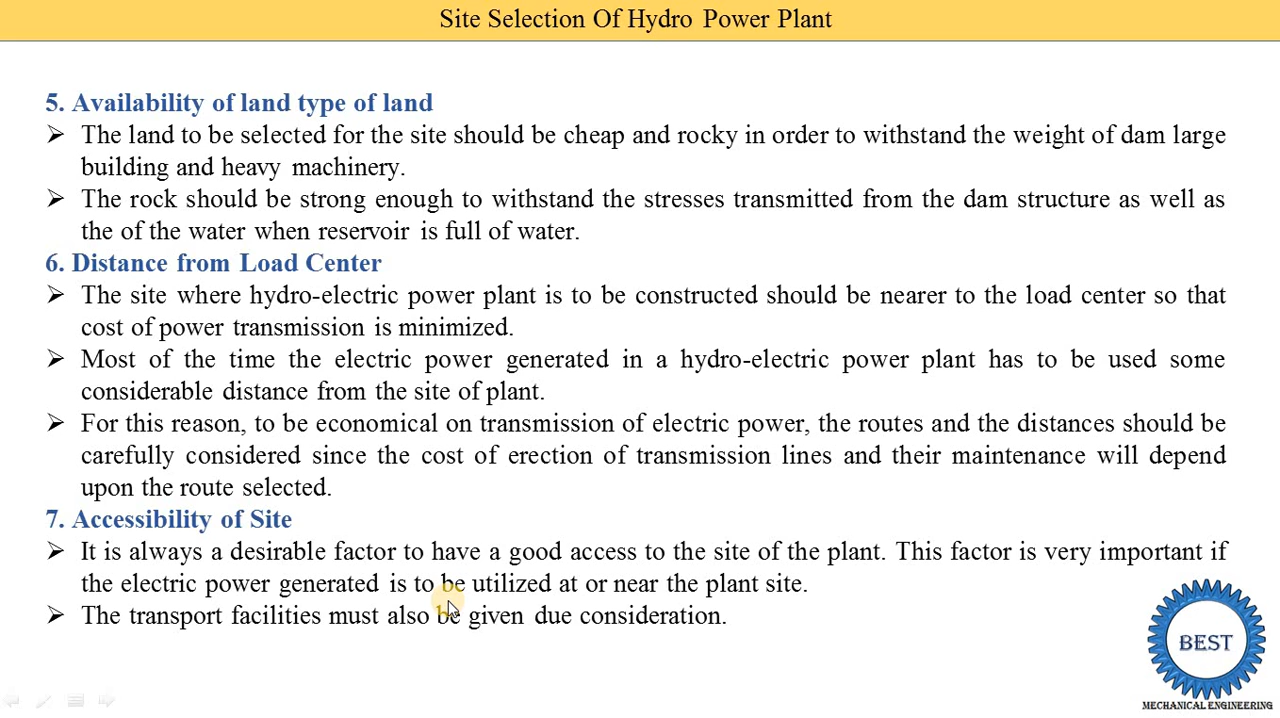 Site Selection Of Hydro Power Plant
5. Availability of land type of land
➢ The land to be selected for the site should be cheap and rocky in order to withstand the weight of dam large
building and heavy machinery.
➢ The rock should be strong enough to withstand the stresses transmitted from the dam structure as well as
the of the water when reservoir is full of water.
6. Distance from Load Center
➢ The site where hydro-electric power plant is to be constructed should be nearer to the load center so that
cost of power transmission is minimized.
➢ Most of the time the electric power generated in a hydro-electric power plant has to be used some
considerable distance from the site of plant.
➢ For this reason, to be economical on transmission of electric power, the routes and the distances should be
carefully considered since the cost of erection of transmission lines and their maintenance will depend
upon the route selected.
7. Accessibility of Site
➢ It is always a desirable factor to have a good access to the site of the plant. This factor is very important if
the electric power generated is to be utilized at or near the plant site.
➢ The transport facilities must also be given due consideration.
BEST
MECHANICAL ENGINEERING